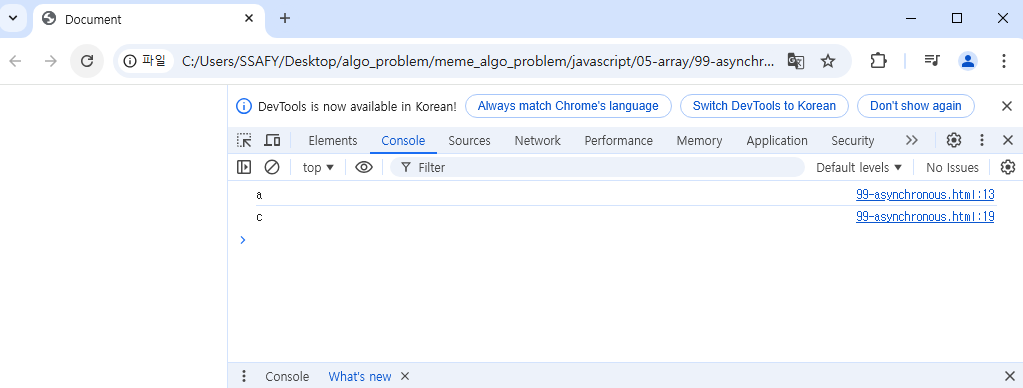 Document
파일 C:/Users/SSAFY/Desktop/algo_problem/meme_algo_problem/javascript/05-array/99-asynchr...
DevTools is now available in Korean! Always match Chrome's language Switch DevTools to Korean Don't show again
Elements Console Sources Network Performance Memory Application Security
top Filter Default levels No Issues
a 99-asynchronous.html:13
c 99-asynchronous.html:19
Console What's new